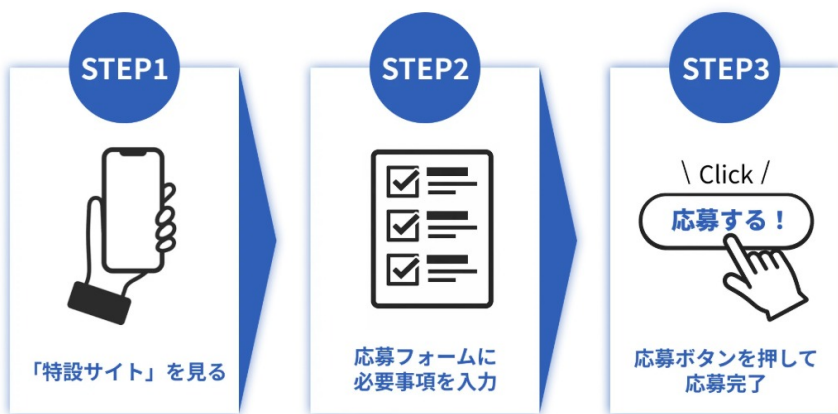 STEP1
「特設サイト」を見る
STEP2
応募フォームに
必要事項を入力
STEP3
\ Click /
応募する！
応募ボタンを押して
応募完了